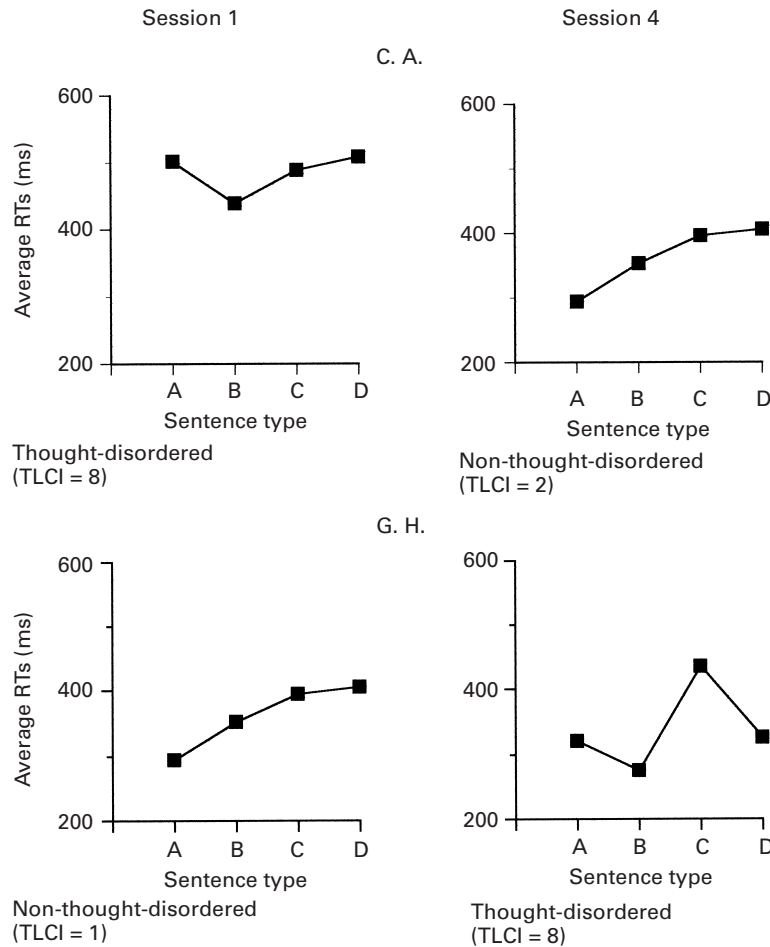 Session 1
Session 4
C. A.
600
400
200
Average RTs (ms)
A B C D
Sentence type
Thought-disordered
(TLCI = 8)
600
400
200
A B C D
Sentence type
Non-thought-disordered
(TLCI = 2)
G. H.
600
400
200
Average RTs (ms)
A B C D
Sentence type
Non-thought-disordered
(TLCI = 1)
600
400
200
A B C D
Sentence type
Thought-disordered
(TLCI = 8)